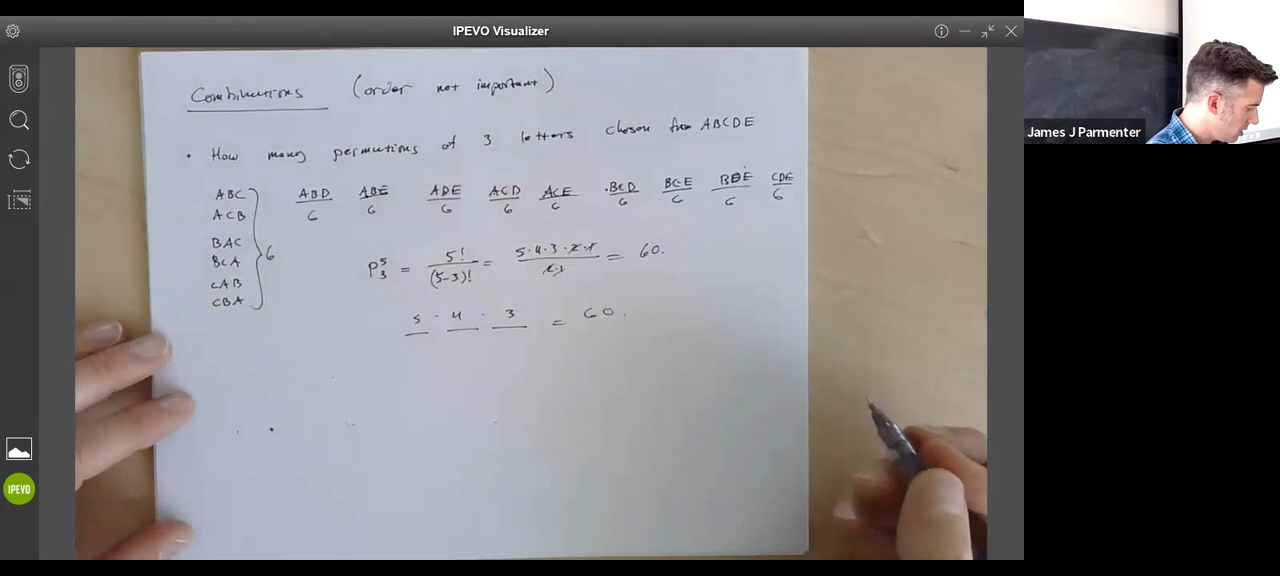 IPEVO Visualizer
James J Parmenter
Combinations (order not important)
• How many permutions of 3 letters chosen from ABCDE
ABC ABD ABE ADE ACD ACE BCD BCE BDE CDE
ACB 6 6 6 6 6 6 6 6 6
BAC
BCA
CAB
CBA
6
P₃⁵ = 5! / (5-3)! = 5·4·3·2·1 / 2·1 = 60.
5 · 4 · 3 = 60.
IPEVO